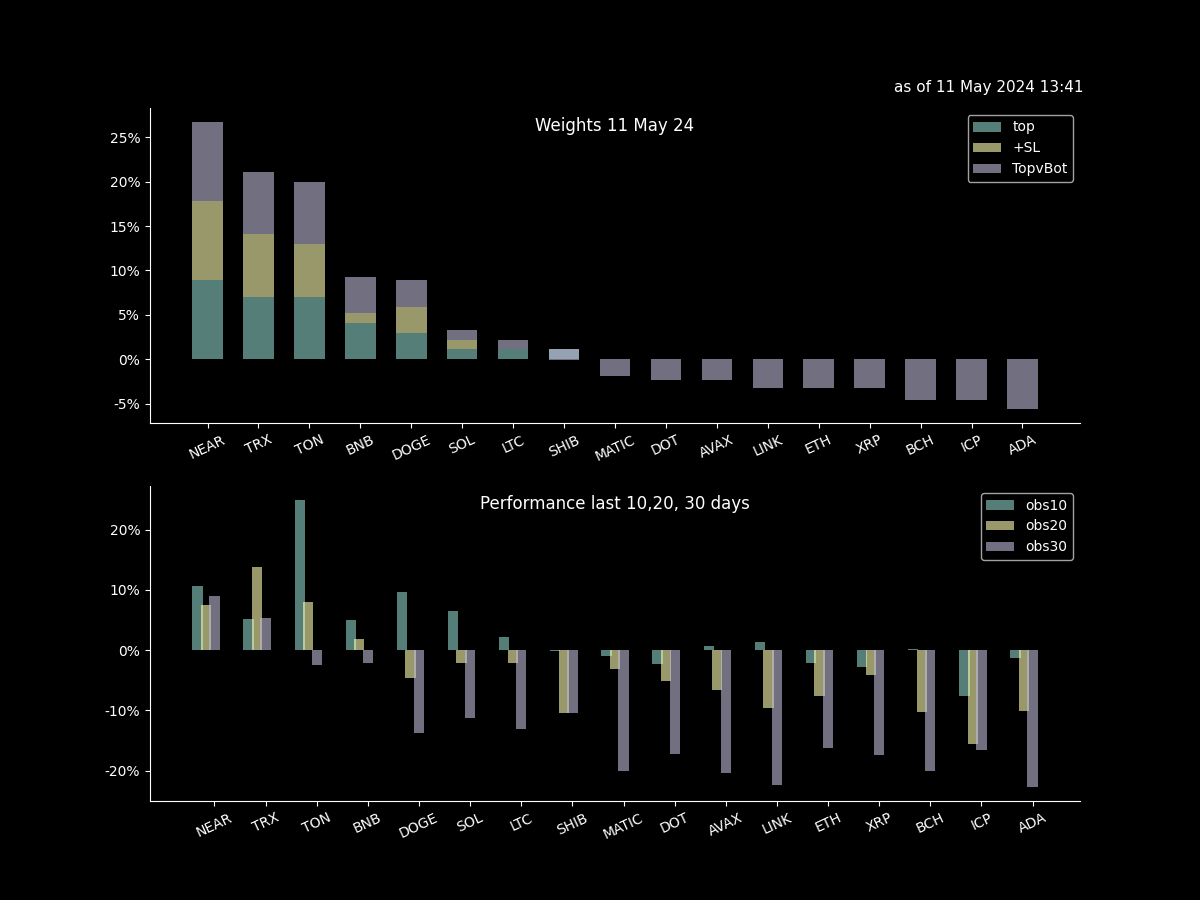 as of 11 May 2024 13:41
Weights 11 May 24
top
+SL
TopvBot
25%
20%
15%
10%
5%
0%
-5%
NEAR TRX TON BNB DOGE SOL LTC SHIB MATIC DOT AVAX LINK ETH XRP BCH ICP ADA
Performance last 10,20, 30 days
obs10
obs20
obs30
20%
10%
0%
-10%
-20%
NEAR TRX TON BNB DOGE SOL LTC SHIB MATIC DOT AVAX LINK ETH XRP BCH ICP ADA